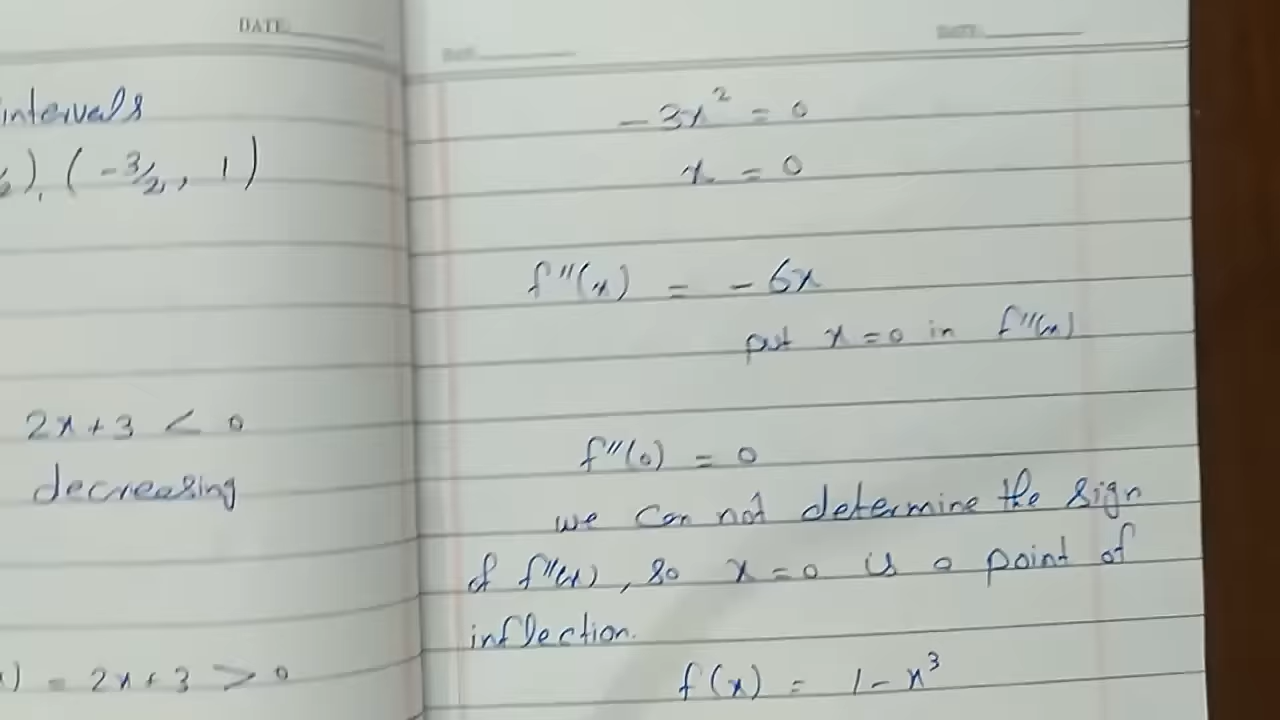 DATE
intervals
), (-3/2, 1)
2x+3 < 0
decreasing
) = 2x+3 > 0
DATE
-3x² = 0
x = 0
f''(x) = -6x
put x=0 in f''(x)
f''(0) = 0
we can not determine the sign
of f''(x), so x=0 is a point of
inflection.
f(x) = 1-x³